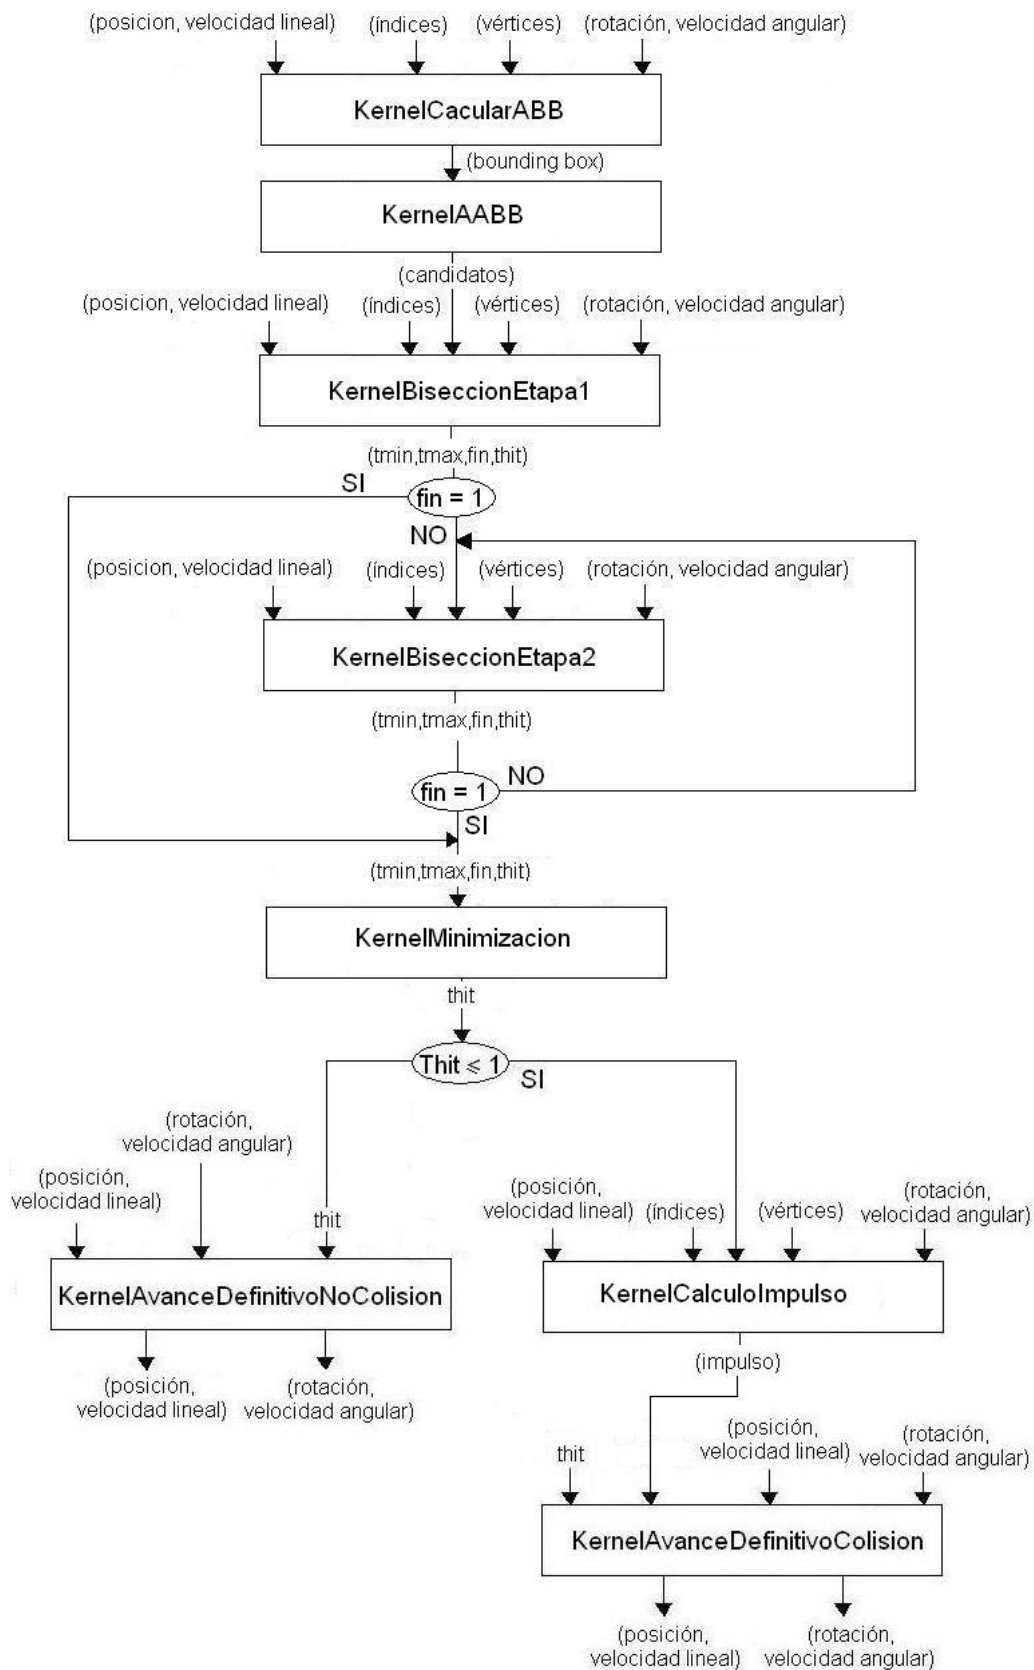 (posicion, velocidad lineal) (índices) (vértices) (rotación, velocidad angular)
KernelCacularABB
(bounding box)
KernelAABB
(candidatos)
(posicion, velocidad lineal) (índices) (vértices) (rotación, velocidad angular)
KernelBiseccionEtapa1
(tmin,tmax,fin,thit)
SI
fin = 1
NO
(posicion, velocidad lineal) (índices) (vértices) (rotación, velocidad angular)
KernelBiseccionEtapa2
(tmin,tmax,fin,thit)
NO
fin = 1
SI
(tmin,tmax,fin,thit)
KernelMinimizacion
thit
Thit ⩽ 1
SI
(rotación,
velocidad angular)
(posición,
velocidad lineal)
thit
KernelAvanceDefinitivoNoColision
(posición,
velocidad lineal)
(rotación,
velocidad angular)
(posición,
velocidad lineal)
(índices)
(vértices)
(rotación,
velocidad angular)
KernelCalculoImpulso
(impulso)
thit
(posición,
velocidad lineal)
(rotación,
velocidad angular)
KernelAvanceDefinitivoColision
(posición,
velocidad lineal)
(rotación,
velocidad angular)